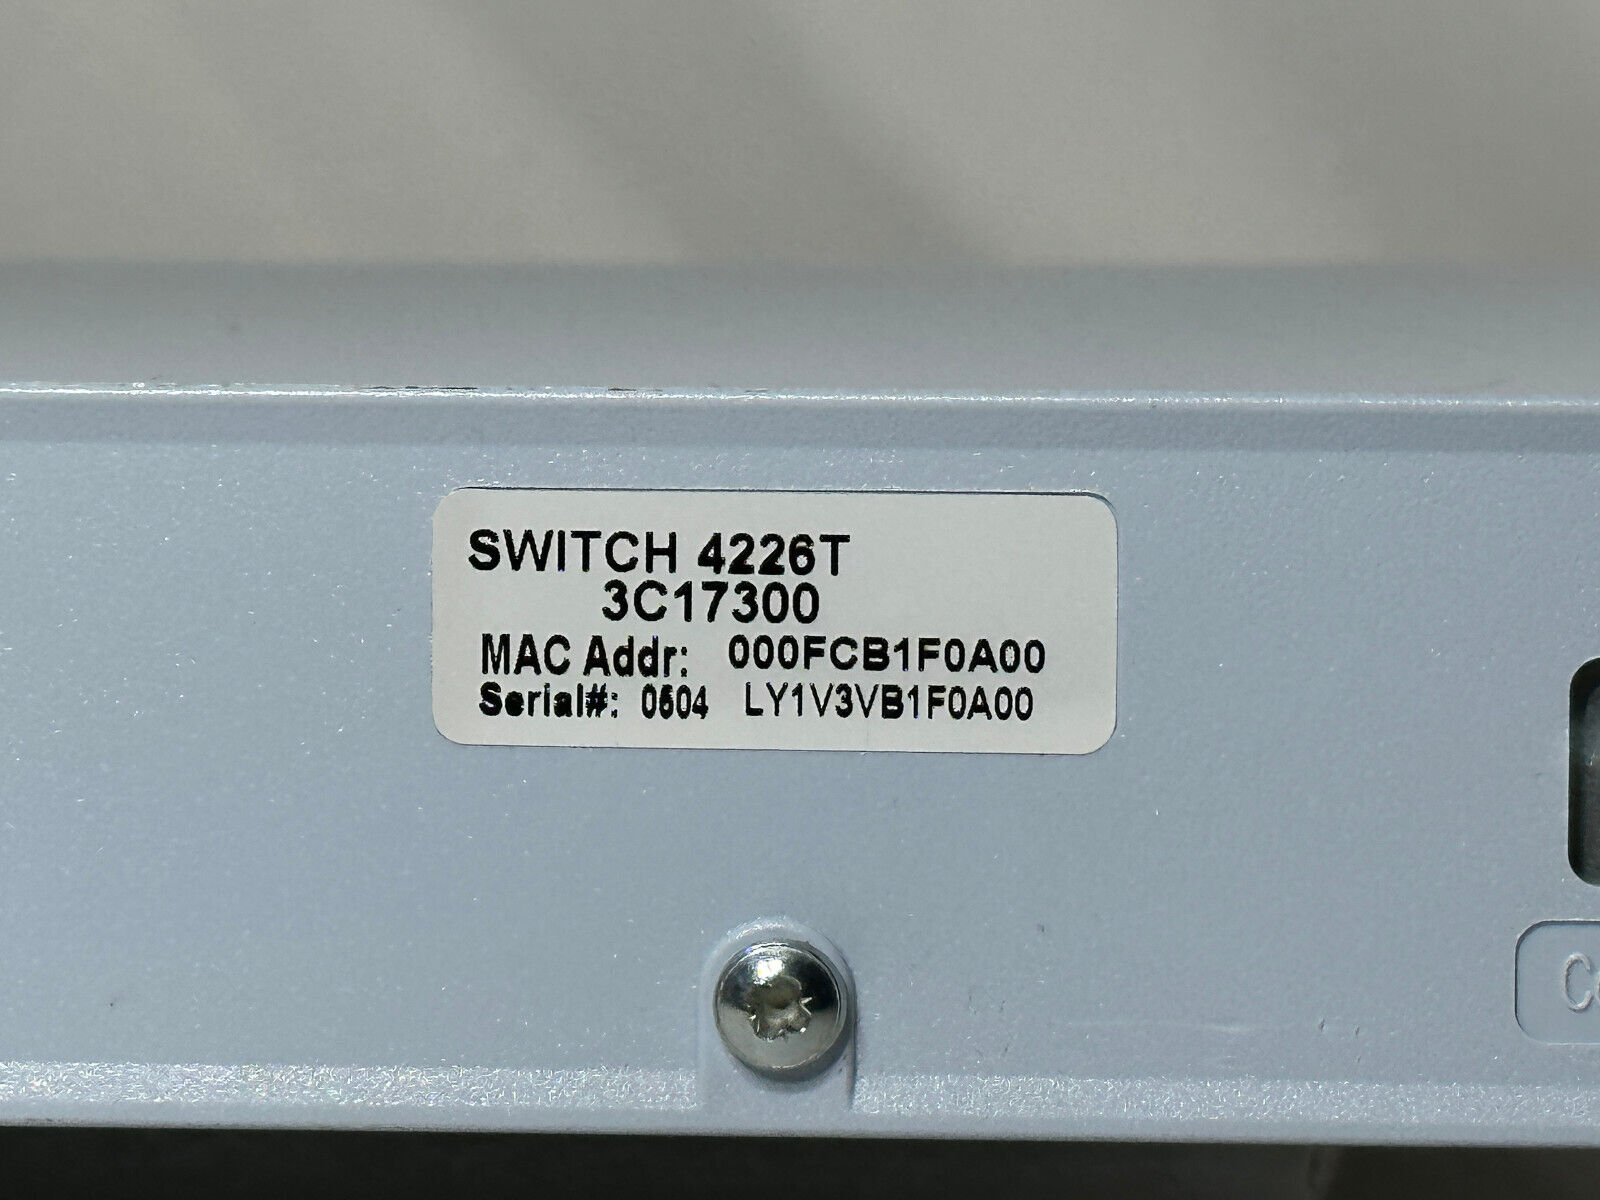 SWITCH 4226T
3C17300
MAC Addr: 000FCB1F0A00
Serial#: 0504 LY1V3VB1F0A00